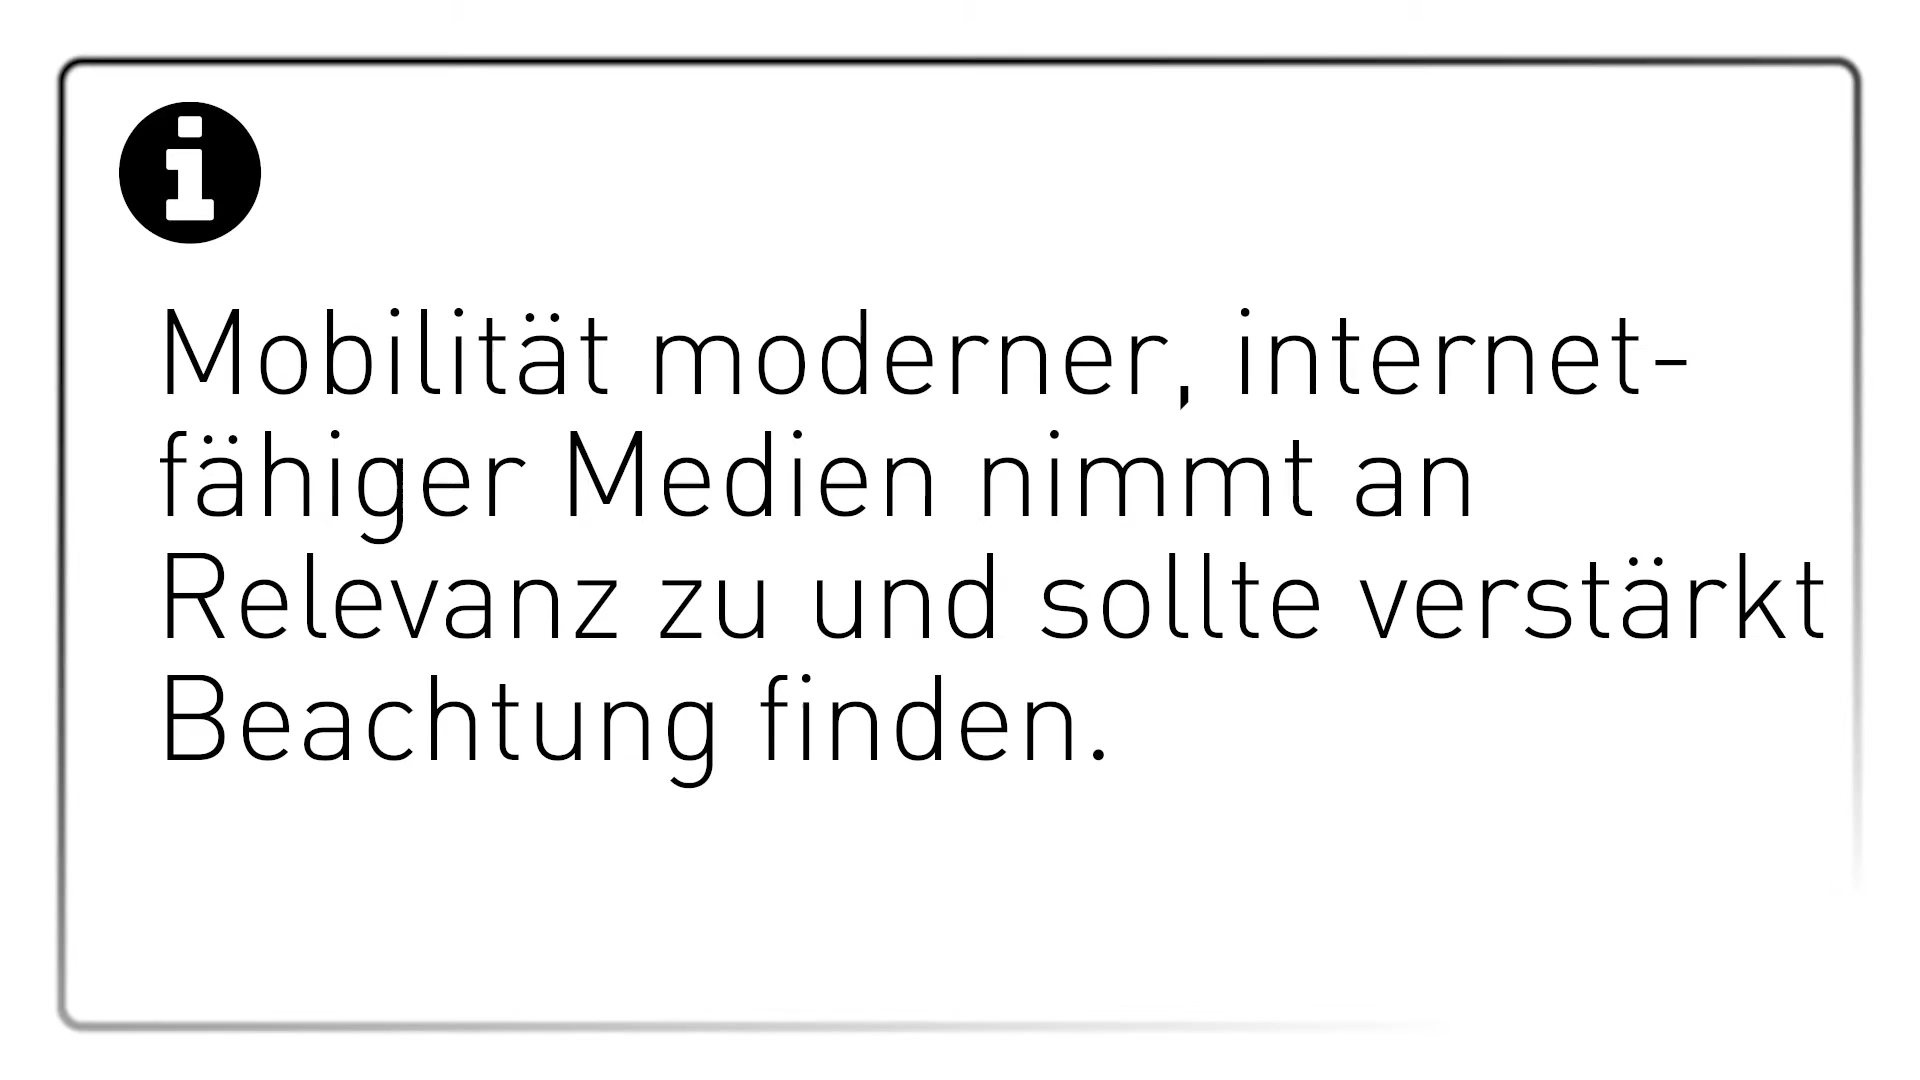 Mobilität moderner, internet-
fähiger Medien nimmt an
Relevanz zu und sollte verstärkt
Beachtung finden.